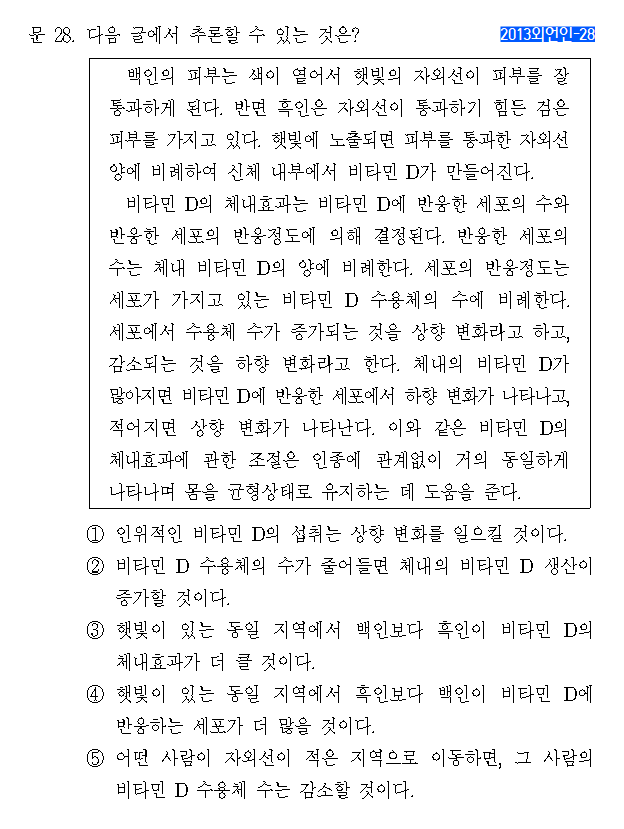 문 28. 다음 글에서 추론할 수 있는 것은?
2013외언인-28
백인의 피부는 색이 옅어서 햇빛의 자외선이 피부를 잘
통과하게 된다. 반면 흑인은 자외선이 통과하기 힘든 검은
피부를 가지고 있다. 햇빛에 노출되면 피부를 통과한 자외선
양에 비례하여 신체 내부에서 비타민 D가 만들어진다.
비타민 D의 체내효과는 비타민 D에 반응한 세포의 수와
반응한 세포의 반응정도에 의해 결정된다. 반응한 세포의
수는 체내 비타민 D의 양에 비례한다. 세포의 반응정도는
세포가 가지고 있는 비타민 D 수용체의 수에 비례한다.
세포에서 수용체 수가 증가되는 것을 상향 변화라고 하고,
감소되는 것을 하향 변화라고 한다. 체내의 비타민 D가
많아지면 비타민 D에 반응한 세포에서 하향 변화가 나타나고,
적어지면 상향 변화가 나타난다. 이와 같은 비타민 D의
체내효과에 관한 조절은 인종에 관계없이 거의 동일하게
나타나며 몸을 균형상태로 유지하는 데 도움을 준다.
① 인위적인 비타민 D의 섭취는 상향 변화를 일으킬 것이다.
② 비타민 D 수용체의 수가 줄어들면 체내의 비타민 D 생산이
증가할 것이다.
③ 햇빛이 있는 동일 지역에서 백인보다 흑인이 비타민 D의
체내효과가 더 클 것이다.
④ 햇빛이 있는 동일 지역에서 흑인보다 백인이 비타민 D에
반응하는 세포가 더 많을 것이다.
⑤ 어떤 사람이 자외선이 적은 지역으로 이동하면, 그 사람의
비타민 D 수용체 수는 감소할 것이다.